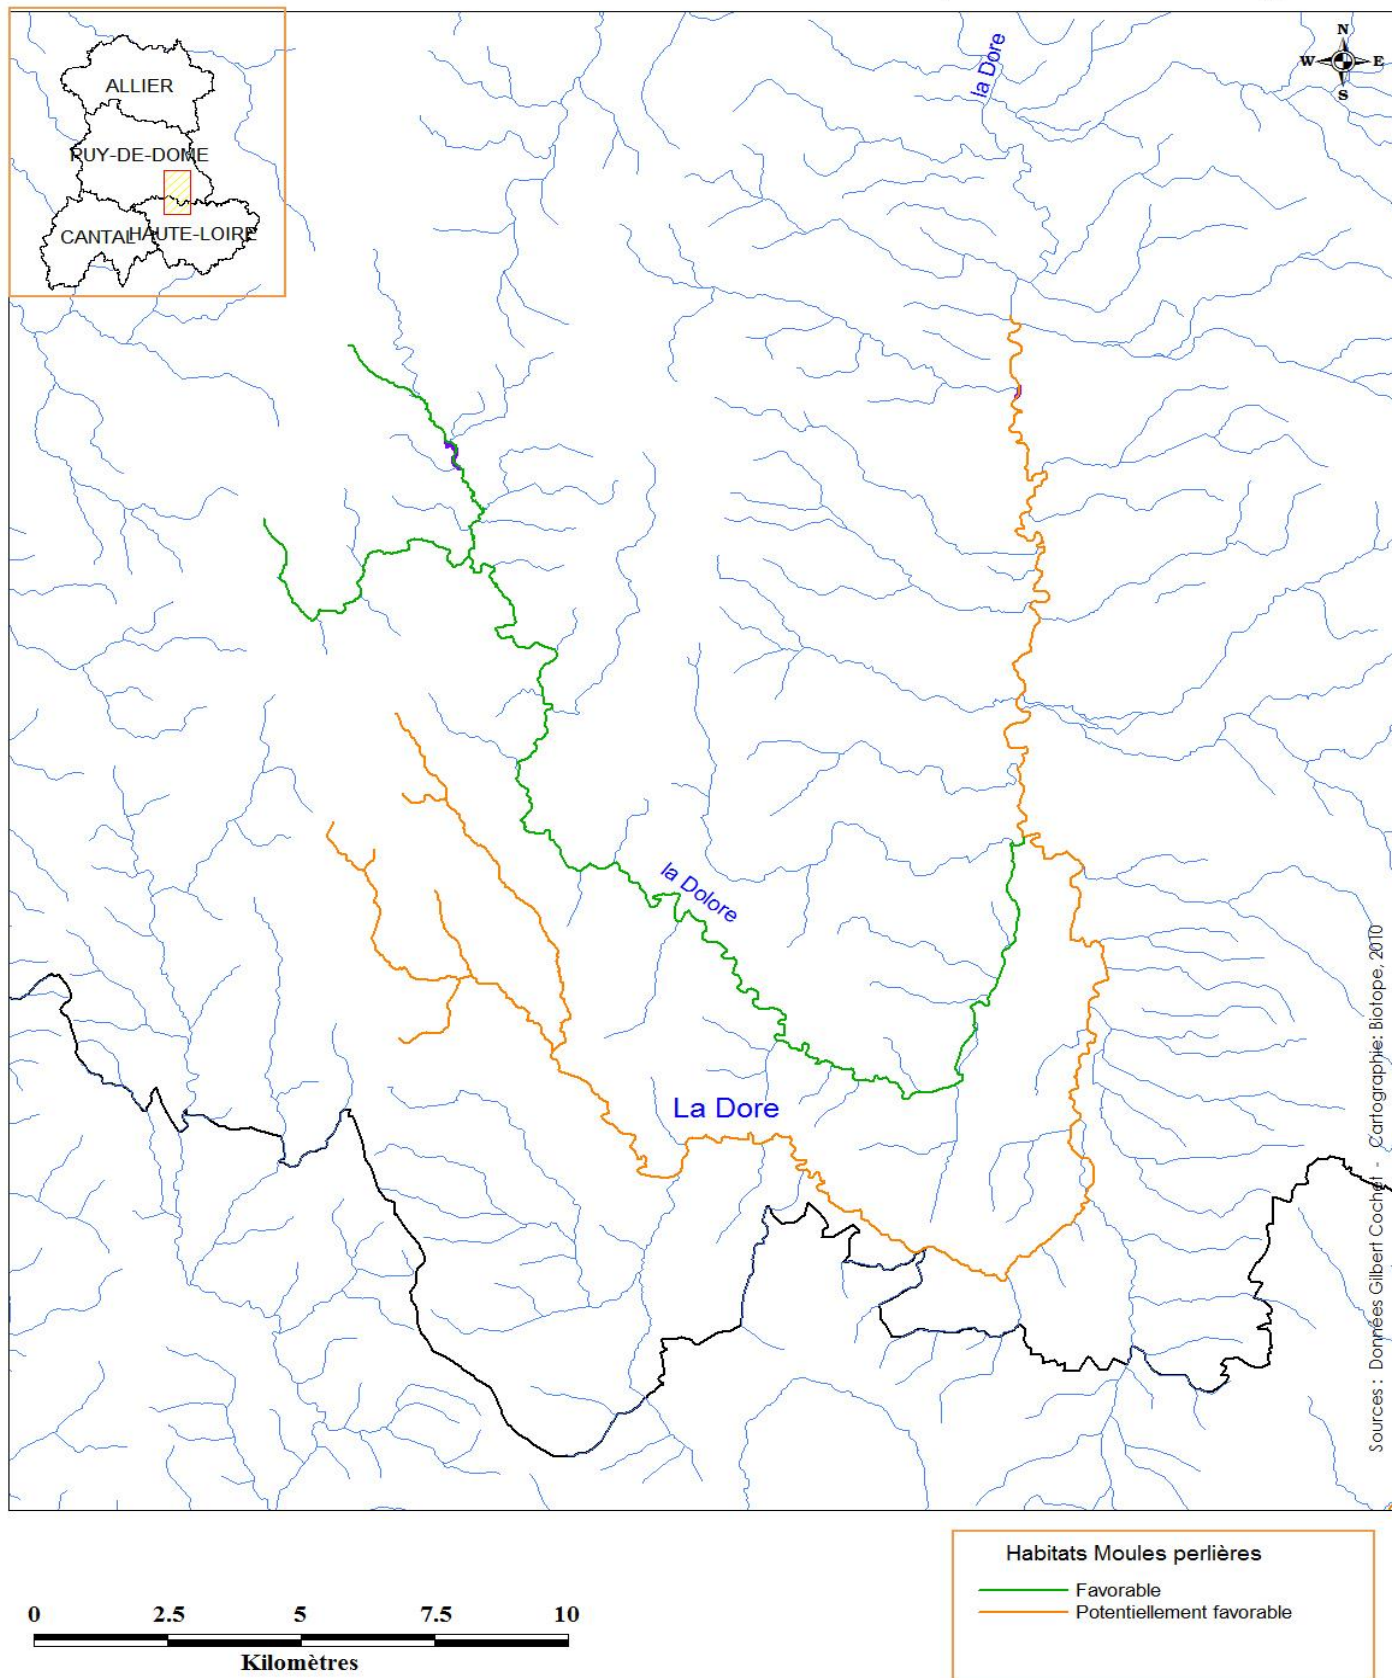 ALLIER
PUY-DE-DOME
CANTAL
HAUTE-LOIRE
la Dore
N
W
E
S
la Dolore
La Dore
Sources : Données Gilbert Cochet - Cartographie: Biotope, 2010
Habitats Moules perlières
Favorable
Potentiellement favorable
0 2.5 5 7.5 10
Kilomètres